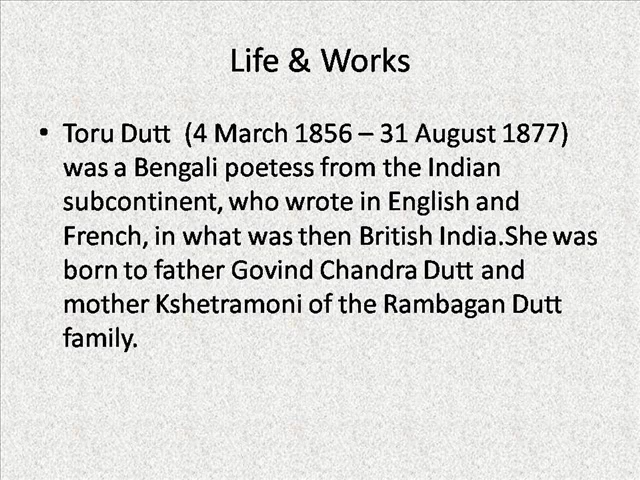 Life & Works
• Toru Dutt  (4 March 1856 – 31 August 1877)
was a Bengali poetess from the Indian
subcontinent, who wrote in English and
French, in what was then British India.She was
born to father Govind Chandra Dutt and
mother Kshetramoni of the Rambagan Dutt
family.